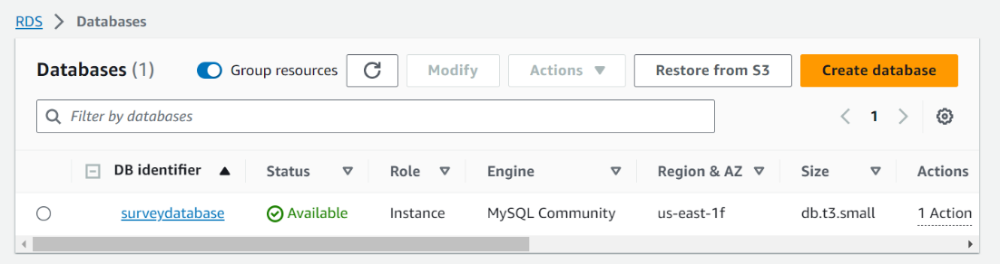 RDS > Databases
Databases (1) Group resources Modify Actions Restore from S3 Create database
Filter by databases 1
DB identifier Status Role Engine Region & AZ Size Actions
surveydatabase Available Instance MySQL Community us-east-1f db.t3.small 1 Action